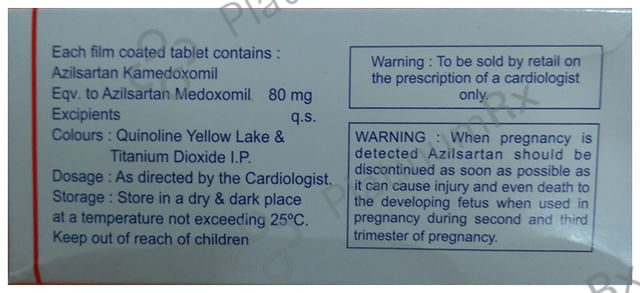 Each film coated tablet contains :
Azilsartan Kamedoxomil
Eqv. to Azilsartan Medoxomil 80 mg
Excipients q.s.
Colours : Quinoline Yellow Lake &
Titanium Dioxide I.P.
Dosage : As directed by the Cardiologist.
Storage : Store in a dry & dark place
at a temperature not exceeding 25ºC.
Keep out of reach of children
Warning : To be sold by retail on
the prescription of a cardiologist
only.
WARNING : When pregnancy is
detected Azilsartan should be
discontinued as soon as possible as
it can cause injury and even death to
the developing fetus when used in
pregnancy during second and third
trimester of pregnancy.
PlatinumRx